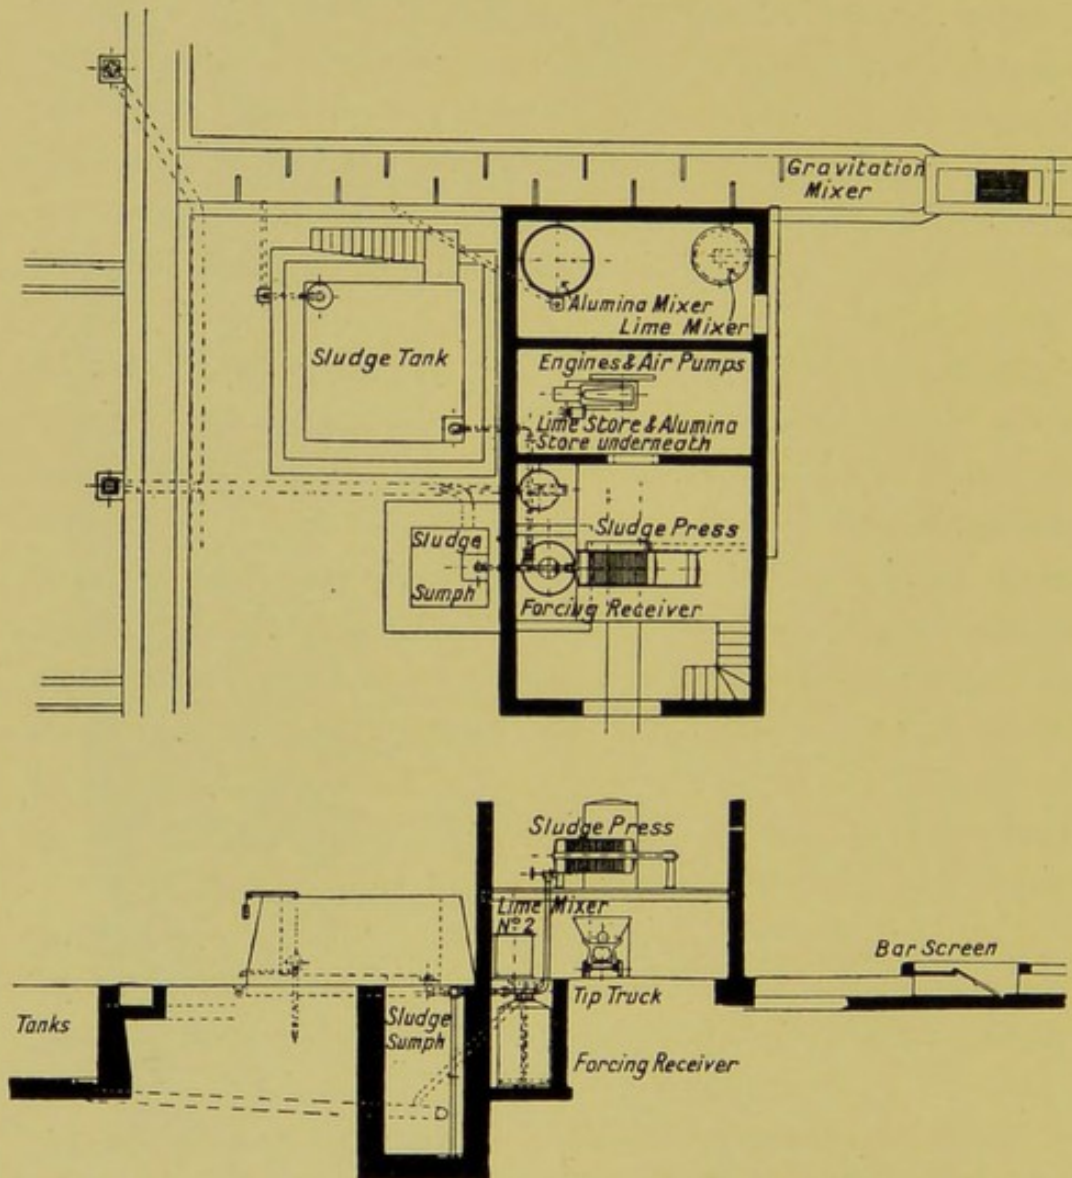 Gravitation
Mixer
Alumina Mixer
Lime Mixer
Sludge Tank
Engines & Air Pumps
Lime Store & Alumina
Store underneath
Sludge Press
Sludge
Sumph
Forcing Receiver
Sludge Press
Lime Mixer
No. 2
Bar Screen
Tip Truck
Tanks
Sludge
Sumph
Forcing Receiver